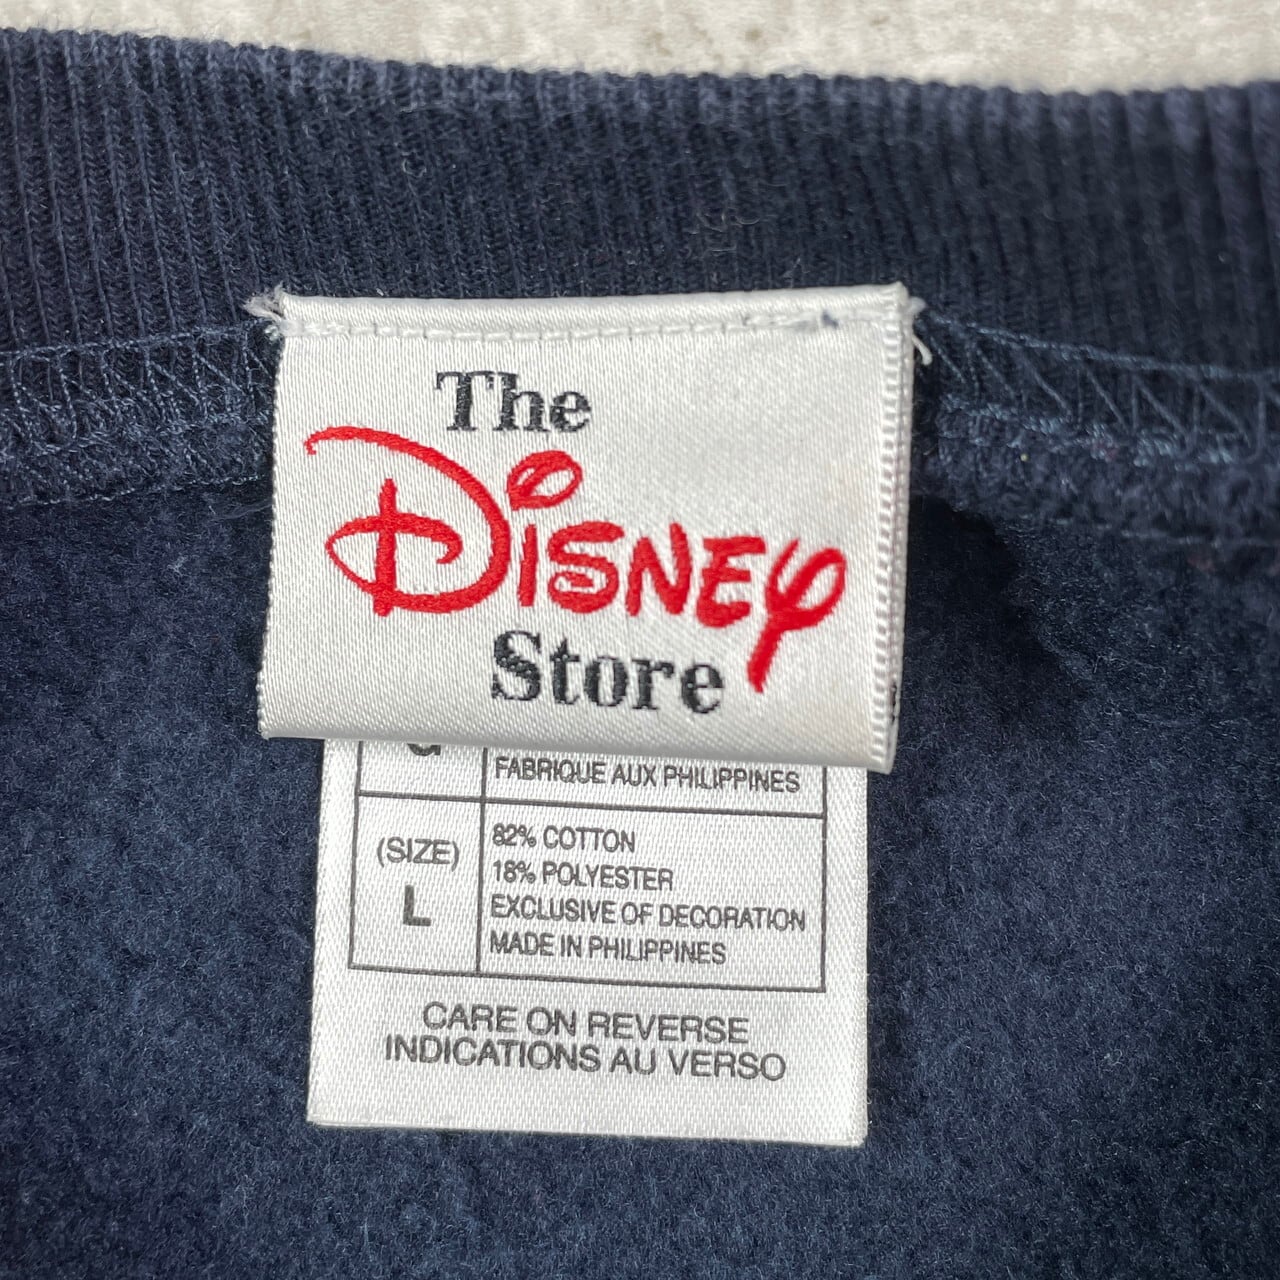 The
Disney
Store
FABRIQUE AUX PHILIPPINES
(SIZE)
L
82% COTTON
18% POLYESTER
EXCLUSIVE OF DECORATION
MADE IN PHILIPPINES
CARE ON REVERSE
INDICATIONS AU VERSO